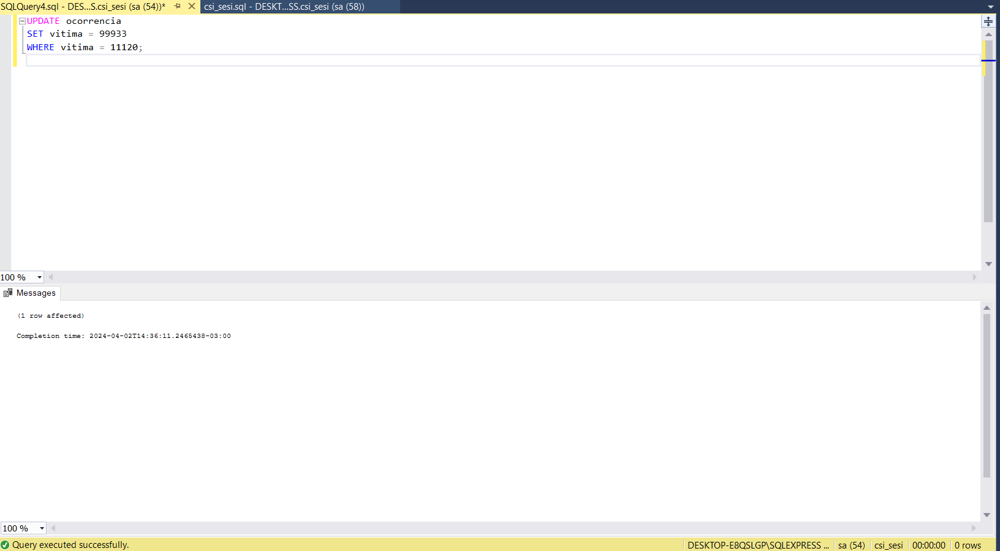 SQLQuery4.sql - DES...S.csi_sesi (sa (54))*
csi_sesi.sql - DESKT...SS.csi_sesi (sa (58))
UPDATE ocorrencia
SET vitima = 99933
WHERE vitima = 11120;
100 %
Messages
(1 row affected)
Completion time: 2024-04-02T14:36:11.2465438-03:00
100 %
Query executed successfully.
DESKTOP-E8QSLGP\SQLEXPRESS ...
sa (54)
csi_sesi
00:00:00
0 rows